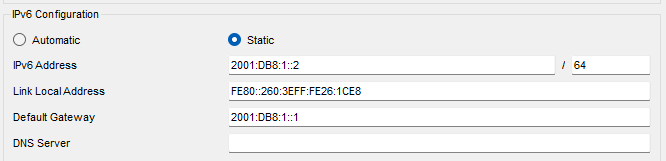 IPv6 Configuration
Automatic Static
IPv6 Address 2001:DB8:1::2 / 64
Link Local Address FE80::260:3EFF:FE26:1CE8
Default Gateway 2001:DB8:1::1
DNS Server